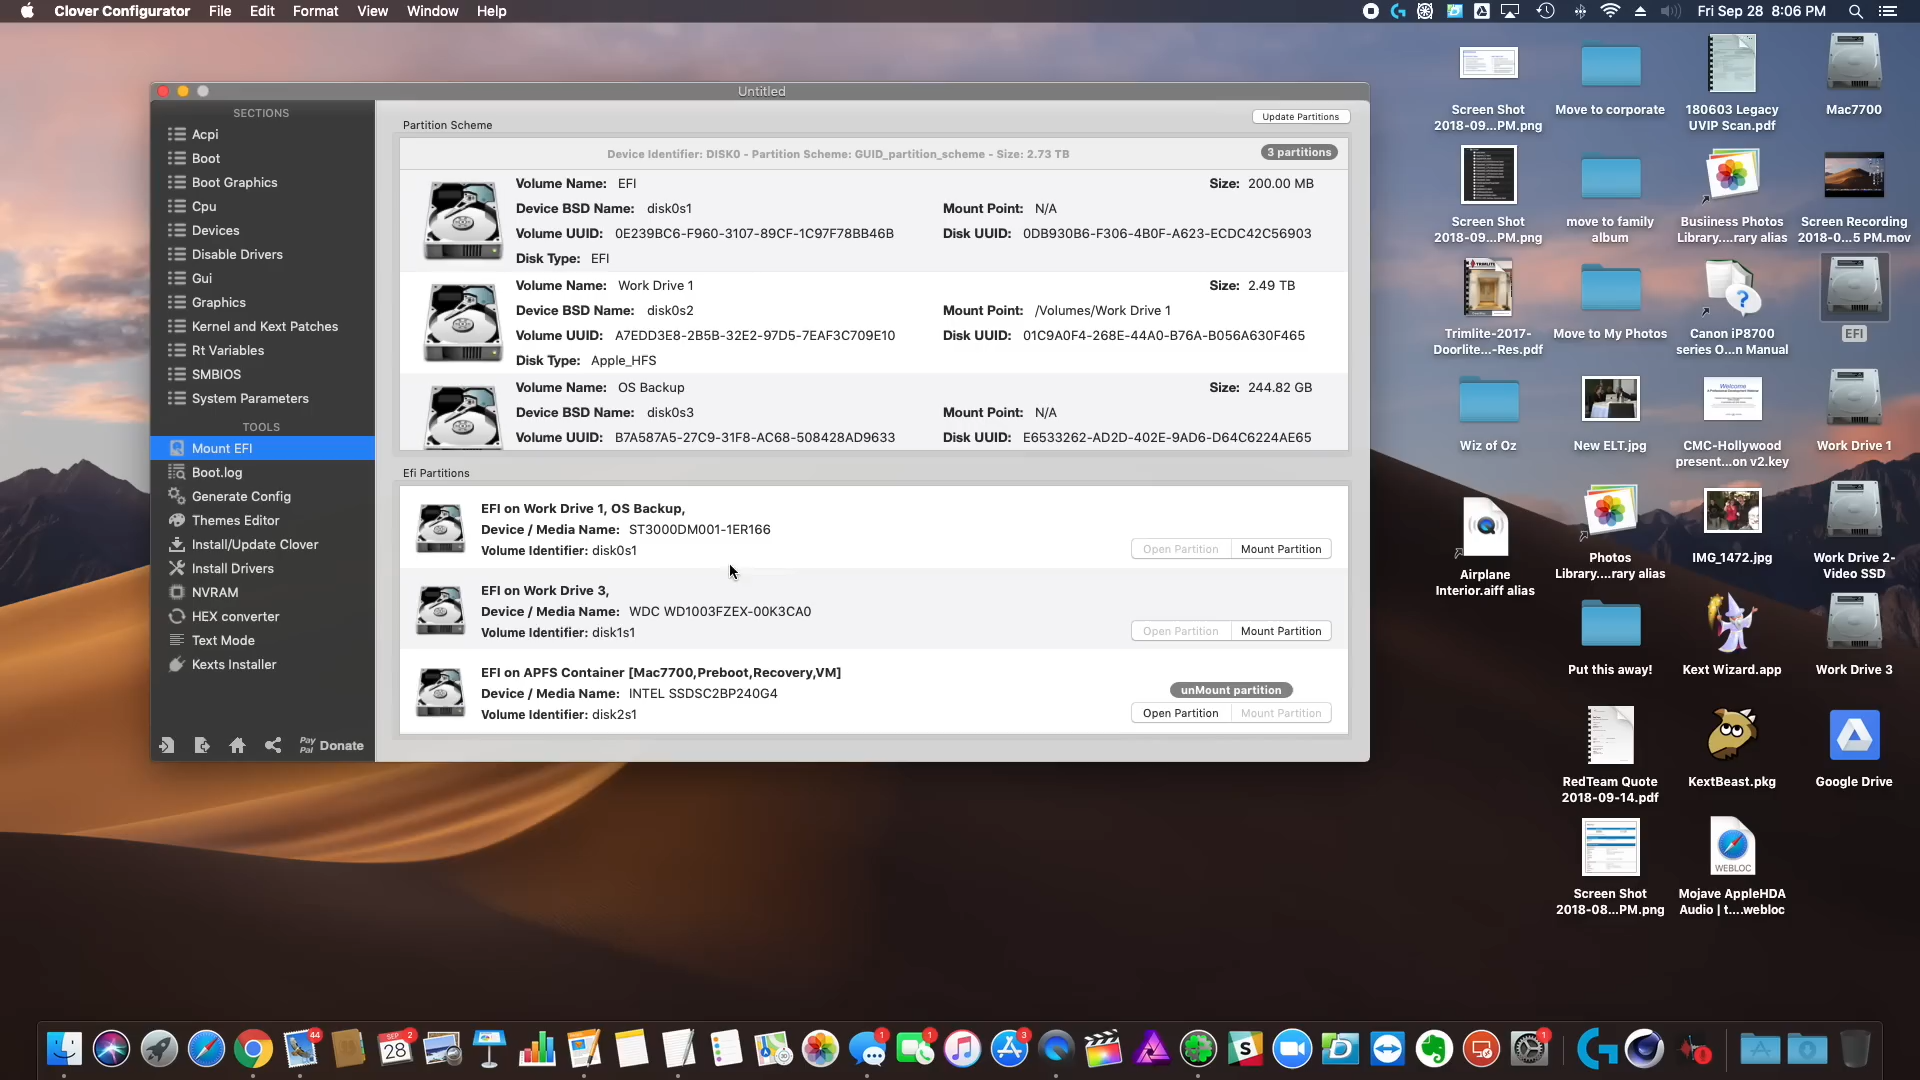 Clover Configurator File Edit Format View Window Help
Fri Sep 28 8:06 PM
Untitled
SECTIONS
Acpi
Boot
Boot Graphics
Cpu
Devices
Disable Drivers
Gui
Graphics
Kernel and Kext Patches
Rt Variables
SMBIOS
System Parameters
TOOLS
Mount EFI
Boot.log
Generate Config
Themes Editor
Install/Update Clover
Install Drivers
NVRAM
HEX converter
Text Mode
Kexts Installer
Pay
Pal Donate
Partition Scheme
Update Partitions
Device Identifier: DISK0 - Partition Scheme: GUID_partition_scheme - Size: 2.73 TB
3 partitions
Volume Name: EFI Size: 200.00 MB
Device BSD Name: disk0s1 Mount Point: N/A
Volume UUID: 0E239BC6-F960-3107-89CF-1C97F78BB46B Disk UUID: 0DB930B6-F306-4B0F-A623-ECDC42C56903
Disk Type: EFI
Volume Name: Work Drive 1 Size: 2.49 TB
Device BSD Name: disk0s2 Mount Point: /Volumes/Work Drive 1
Volume UUID: A7EDD3E8-2B5B-32E2-97D5-7EAF3C709E10 Disk UUID: 01C9A0F4-268E-44A0-B76A-B056A630F465
Disk Type: Apple_HFS
Volume Name: OS Backup Size: 244.82 GB
Device BSD Name: disk0s3 Mount Point: N/A
Volume UUID: B7A587A5-27C9-31F8-AC68-508428AD9633 Disk UUID: E6533262-AD2D-402E-9AD6-D64C6224AE65
Efi Partitions
EFI on Work Drive 1, OS Backup,
Device / Media Name: ST3000DM001-1ER166
Volume Identifier: disk0s1
Open Partition Mount Partition
EFI on Work Drive 3,
Device / Media Name: WDC WD1003FZEX-00K3CA0
Volume Identifier: disk1s1
Open Partition Mount Partition
EFI on APFS Container [Mac7700,Preboot,Recovery,VM]
Device / Media Name: INTEL SSDSC2BP240G4
unMount partition
Volume Identifier: disk2s1
Open Partition Mount Partition
Screen Shot
2018-09...PM.png
Move to corporate
180603 Legacy
UVIP Scan.pdf
Mac7700
Screen Shot
2018-09...PM.png
move to family
album
Busiiness Photos
Library....rary alias
Screen Recording
2018-0...5 PM.mov
Trimlite-2017-
Doorlite...-Res.pdf
Move to My Photos
Canon iP8700
series O...n Manual
EFI
Wiz of Oz
New ELT.jpg
Welcome
CMC-Hollywood
present...on v2.key
Work Drive 1
Airplane
Interior.aiff alias
Photos
Library....rary alias
IMG_1472.jpg
Work Drive 2-
Video SSD
Put this away!
Kext Wizard.app
Work Drive 3
RedTeam Quote
2018-09-14.pdf
KextBeast.pkg
Google Drive
Screen Shot
2018-08...PM.png
WEBLOC
Mojave AppleHDA
Audio | t....webloc
44
SEP 2
28
1
1
3
S
1